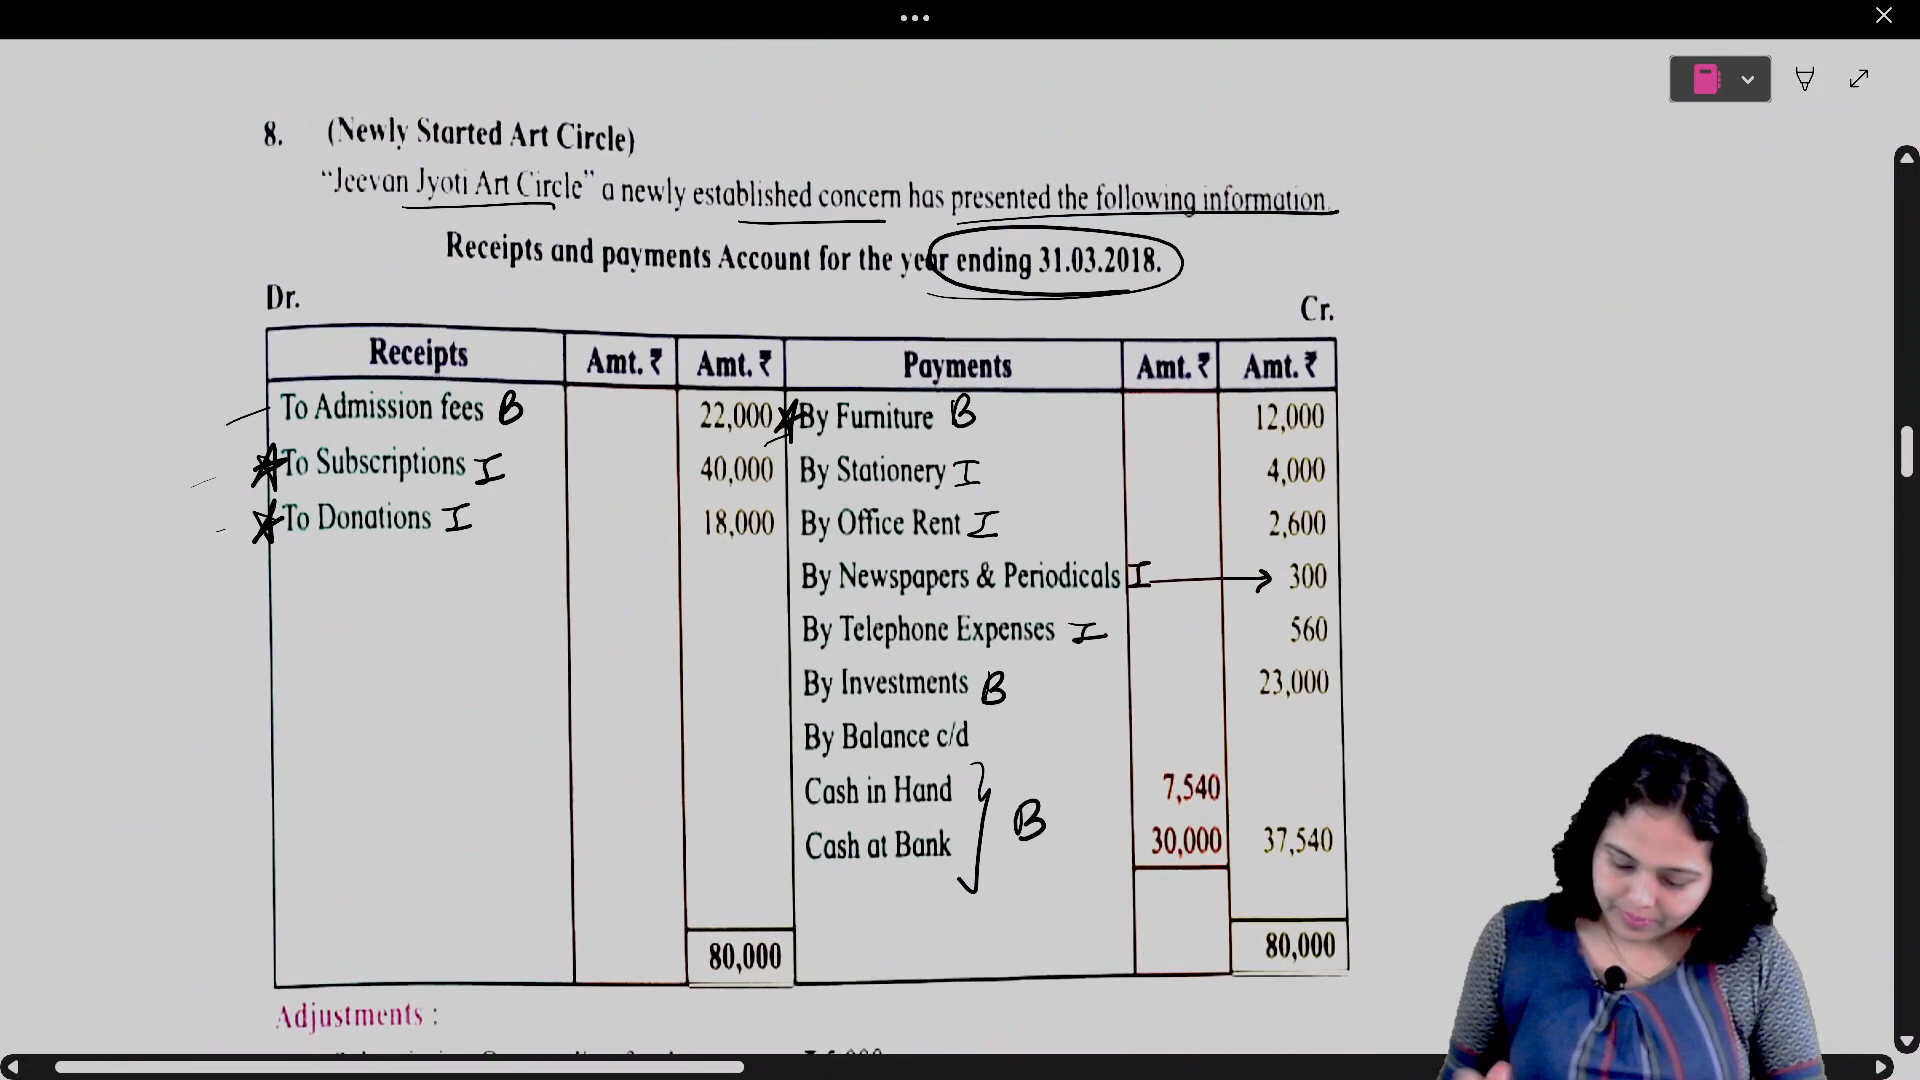 8. (Newly Started Art Circle)
"Jeevan Jyoti Art Circle" a newly established concern has presented the following information.
Receipts and payments Account for the year ending 31.03.2018.
Dr. Cr.
Receipts Amt. ₹ Amt. ₹ Payments Amt. ₹ Amt. ₹
To Admission fees B 22,000 By Furniture B 12,000
To Subscriptions I 40,000 By Stationery I 4,000
To Donations I 18,000 By Office Rent I 2,600
By Newspapers & Periodicals I 300
By Telephone Expenses I 560
By Investments B 23,000
By Balance c/d
Cash in Hand 7,540
B
Cash at Bank 30,000 37,540
80,000 80,000
Adjustments :